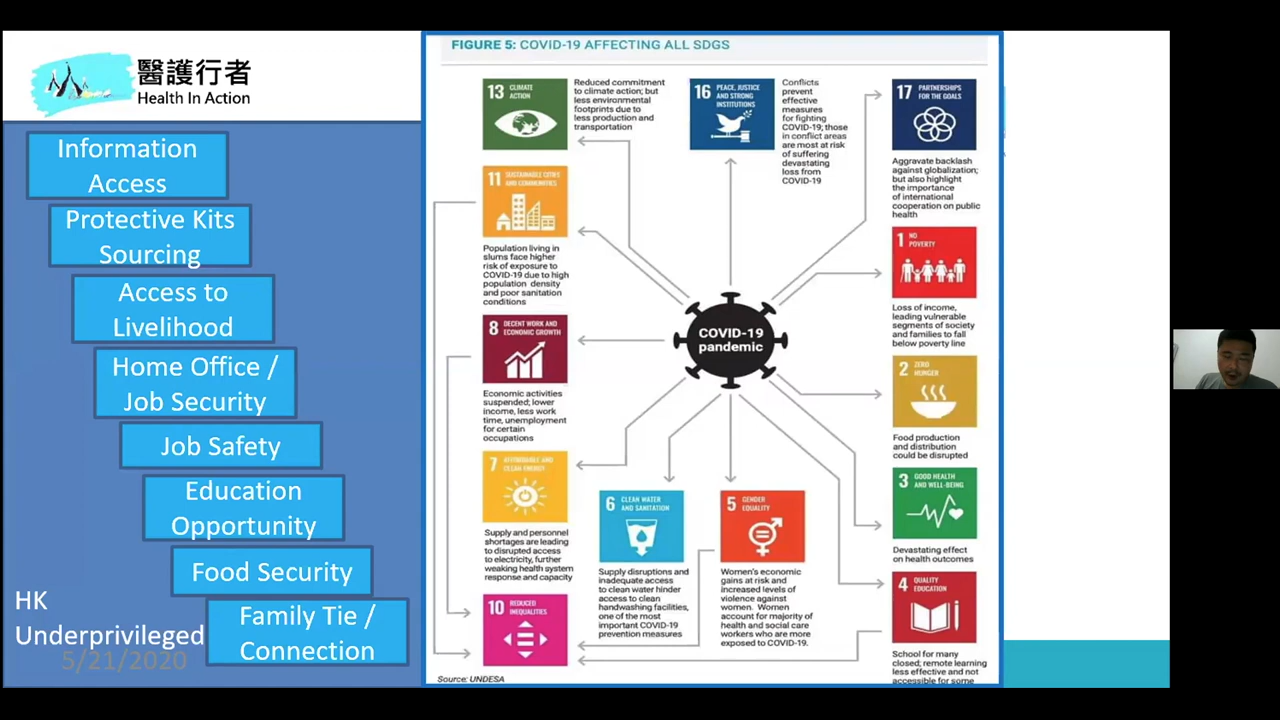 醫護行者
Health In Action
Information
Access
Protective Kits
Sourcing
Access to
Livelihood
Home Office /
Job Security
Job Safety
Education
Opportunity
Food Security
Family Tie /
Connection
HK
Underprivileged
5/21/2020
FIGURE 5: COVID-19 AFFECTING ALL SDGS
13 CLIMATE
ACTION
Reduced commitment
to climate action; but
less environmental
footprints due to
less production and
transportation
16 PEACE, JUSTICE
AND STRONG
INSTITUTIONS
Conflicts
prevent
effective
measures
for fighting
COVID-19; those
in conflict areas
are most at risk
of suffering
devastating
loss from
COVID-19
17 PARTNERSHIPS
FOR THE GOALS
Aggravate backlash
against globalization;
but also highlight
the importance
of international
cooperation on public
health
11 SUSTAINABLE CITIES
AND COMMUNITIES
Population living in
slums face higher
risk of exposure to
COVID-19 due to high
population density
and poor sanitation
conditions
1 NO
POVERTY
Loss of income,
leading vulnerable
segments of society
and families to fall
below poverty line
COVID-19
pandemic
8 DECENT WORK AND
ECONOMIC GROWTH
Economic activities
suspended; lower
income, less work
time, unemployment
for certain
occupations
2 ZERO
HUNGER
Food production
and distribution
could be disrupted
7 AFFORDABLE AND
CLEAN ENERGY
Supply and personnel
shortages are leading
to disrupted access
to electricity, further
weakening health system
response and capacity
3 GOOD HEALTH
AND WELL-BEING
Devastating effect
on health outcomes
6 CLEAN WATER
AND SANITATION
Supply disruptions and
inadequate access
to clean water hinder
access to clean
handwashing facilities,
one of the most
important COVID-19
prevention measures
5 GENDER
EQUALITY
Women's economic
gains at risk and
increased levels of
violence against
women. Women
account for majority of
health and social care
workers who are more
exposed to COVID-19.
4 QUALITY
EDUCATION
School for many
closed; remote learning
less effective and not
accessible for some
10 REDUCED
INEQUALITIES
Source: UNDESA